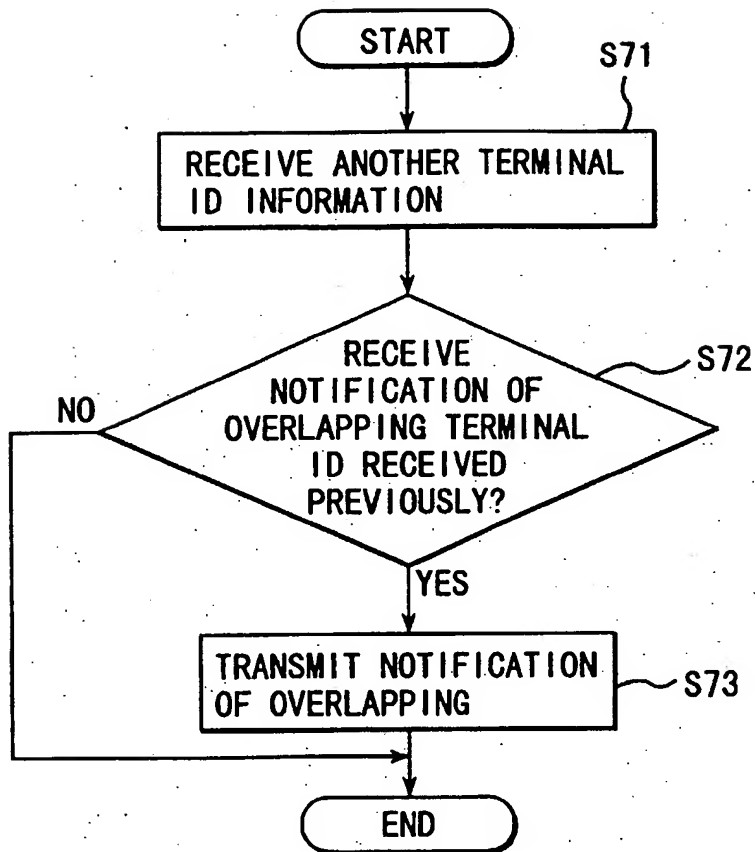 START
S71
RECEIVE ANOTHER TERMINAL
ID INFORMATION
RECEIVE
NOTIFICATION OF
OVERLAPPING TERMINAL
ID RECEIVED
PREVIOUSLY?
S72
NO
YES
TRANSMIT NOTIFICATION
OF OVERLAPPING
S73
END